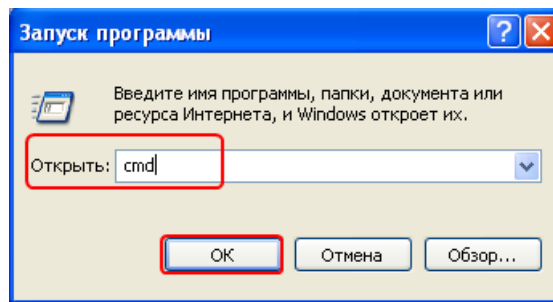 Запуск программы
Введите имя программы, папки, документа или
ресурса Интернета, и Windows откроет их.
Открыть: cmd
ОК Отмена Обзор...